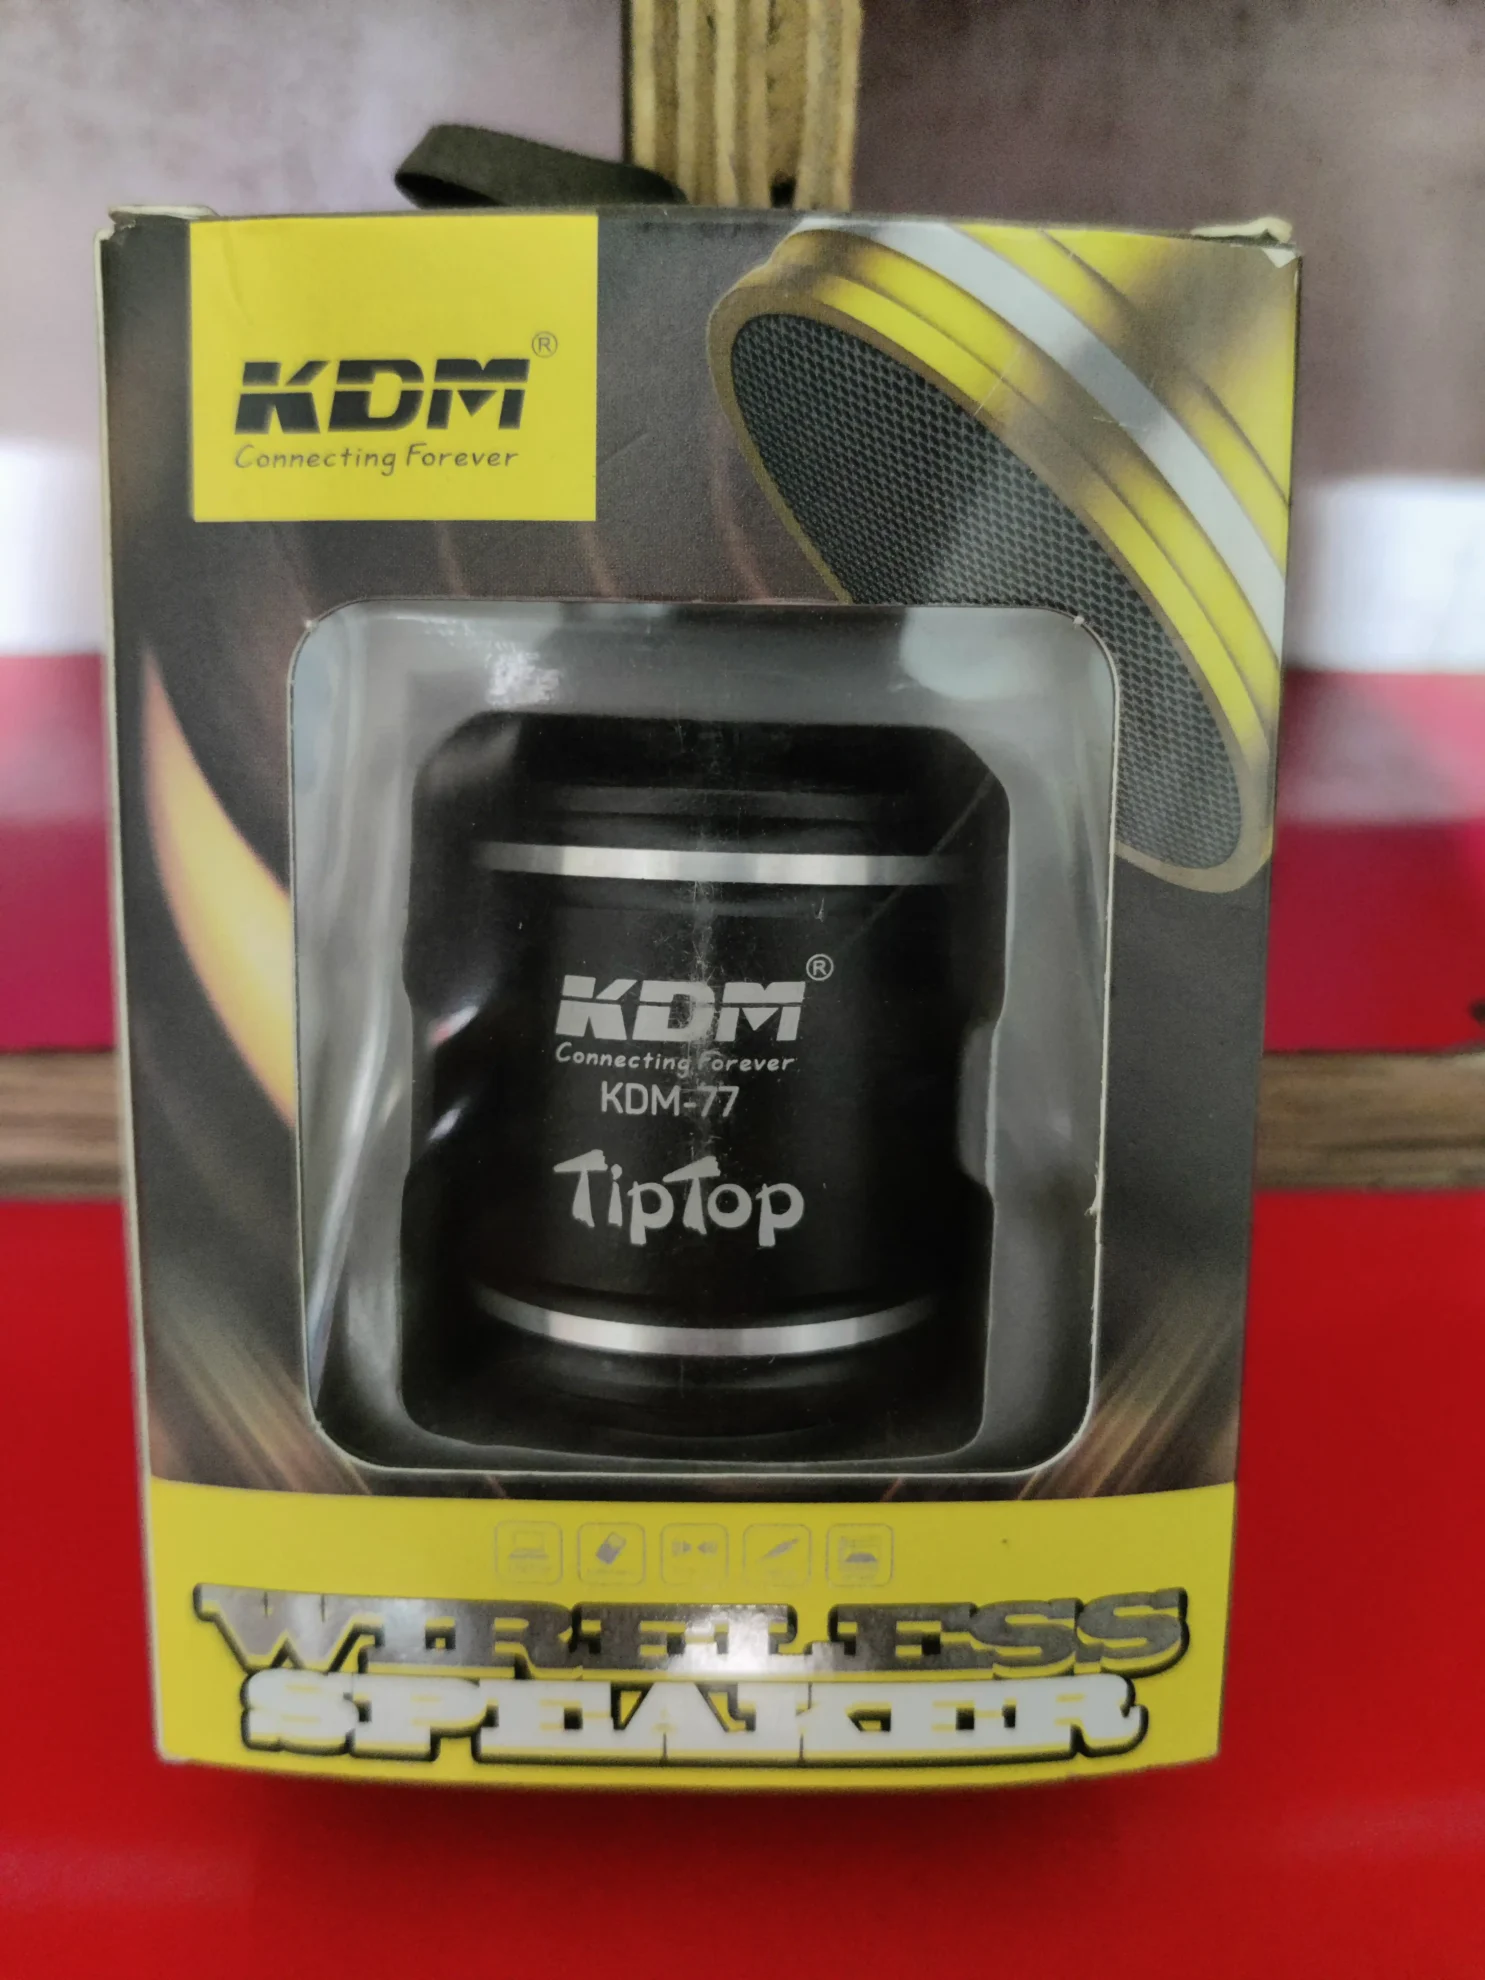 KDM®
Connecting Forever
KDM®
Connecting Forever
KDM-77
TipTop
WIRELESS
SPEAKER